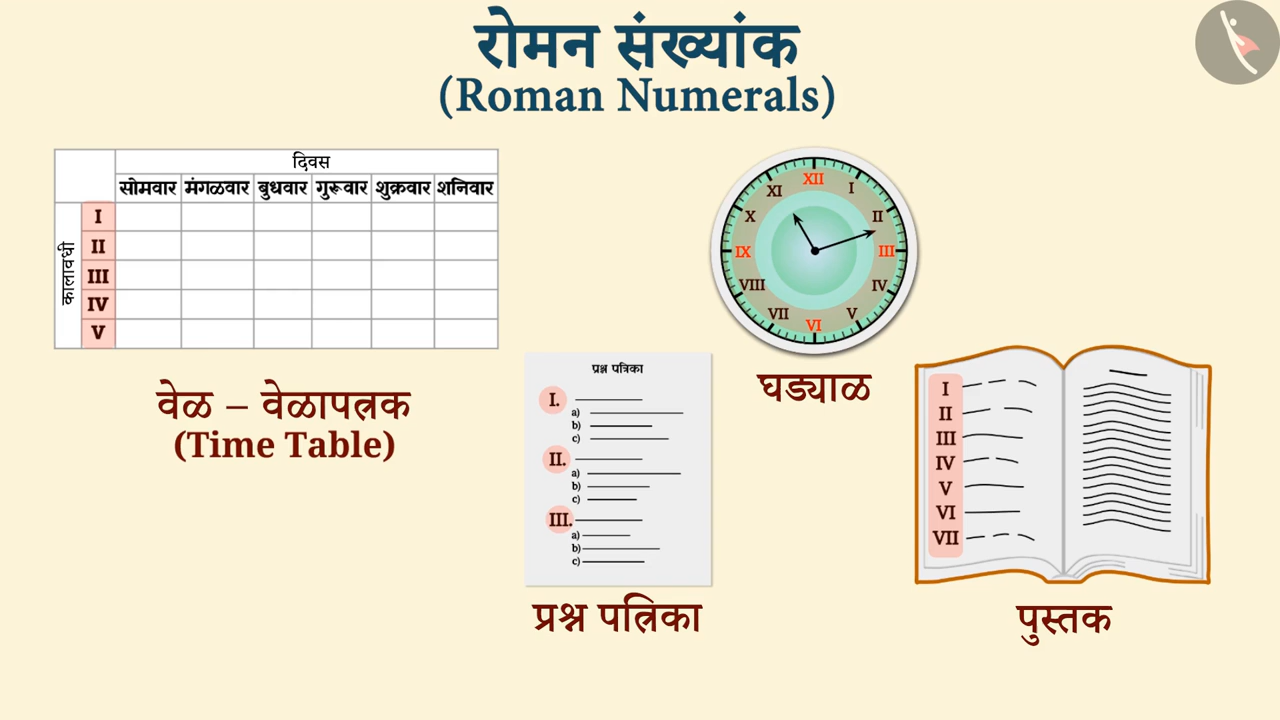 रोमन संख्यांक
(Roman Numerals)
दिवस
सोमवार मंगळवार बुधवार गुरूवार शुक्रवार शनिवार
कालावधी
I
II
III
IV
V
वेळ – वेळापत्रक
(Time Table)
XII
I
II
III
IV
V
VI
VII
VIII
IX
X
XI
घड्याळ
प्रश्न पत्रिका
I.
a)
b)
c)
II.
a)
b)
c)
III.
a)
b)
c)
प्रश्न पत्रिका
I
II
III
IV
V
VI
VII
पुस्तक